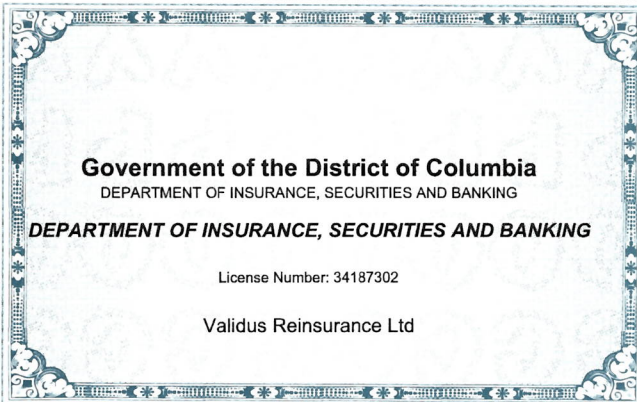 Government of the District of Columbia
DEPARTMENT OF INSURANCE, SECURITIES AND BANKING
DEPARTMENT OF INSURANCE, SECURITIES AND BANKING
License Number: 34187302
Validus Reinsurance Ltd